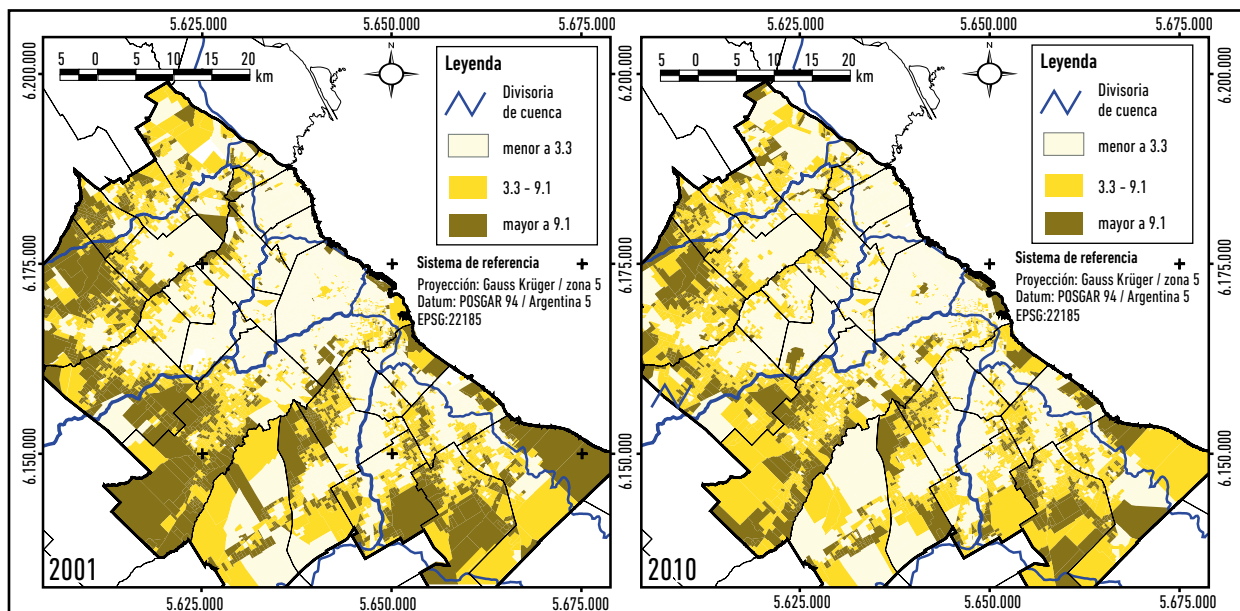 5.625.000 5.650.000 5.675.000
5 0 5 10 15 20
km
N
Leyenda
Divisoria
de cuenca
menor a 3.3
3.3 – 9.1
mayor a 9.1
Sistema de referencia
Proyección: Gauss Krüger / zona 5
Datum: POSGAR 94 / Argentina 5
EPSG:22185
6.200.000
6.175.000
6.150.000
2001
5.625.000 5.650.000 5.675.000
5.625.000 5.650.000 5.675.000
5 0 5 10 15 20
km
N
Leyenda
Divisoria
de cuenca
menor a 3.3
3.3 – 9.1
mayor a 9.1
Sistema de referencia
Proyección: Gauss Krüger / zona 5
Datum: POSGAR 94 / Argentina 5
EPSG:22185
6.200.000
6.175.000
6.150.000
2010
5.625.000 5.650.000 5.675.000